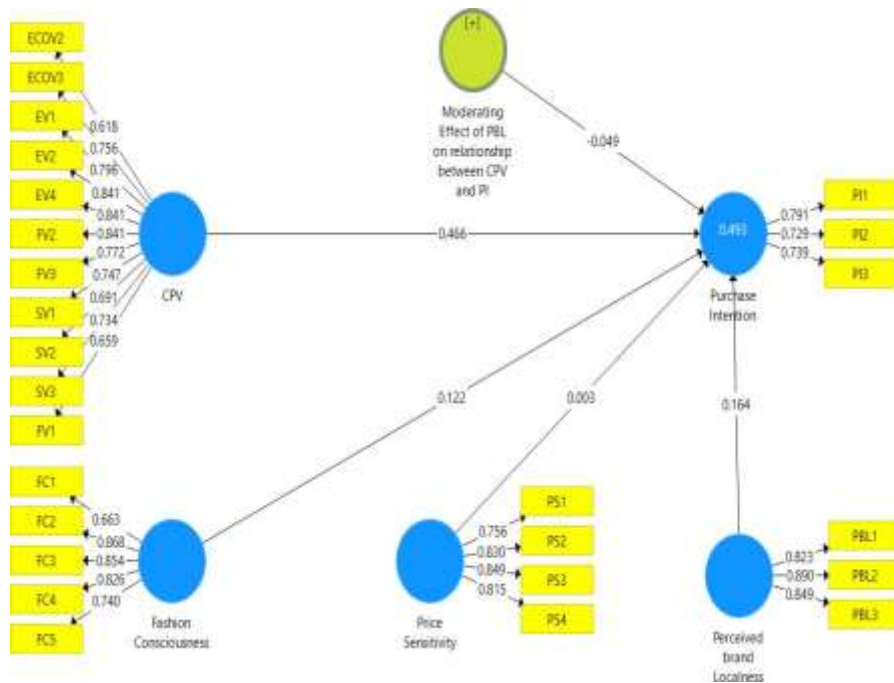 ECOV2
ECOV3
EV1
EV2
EV4
FV2
FV3
SV1
SV2
SV3
FV1
0.618
0.756
0.796
0.841
0.841
0.841
0.772
0.747
0.691
0.734
0.659
CPV
[+]
Moderating
Effect of PBL
on relationship
between CPV
and PI
-0.049
0.466
0.493
Purchase
Intention
0.791
0.729
0.739
PI1
PI2
PI3
0.122
0.003
0.164
FC1
FC2
FC3
FC4
FC5
0.663
0.868
0.854
0.826
0.740
Fashion
Consciousness
Price
Sensitivity
0.756
0.830
0.849
0.815
PS1
PS2
PS3
PS4
Perceived
brand
Localness
0.823
0.890
0.849
PBL1
PBL2
PBL3